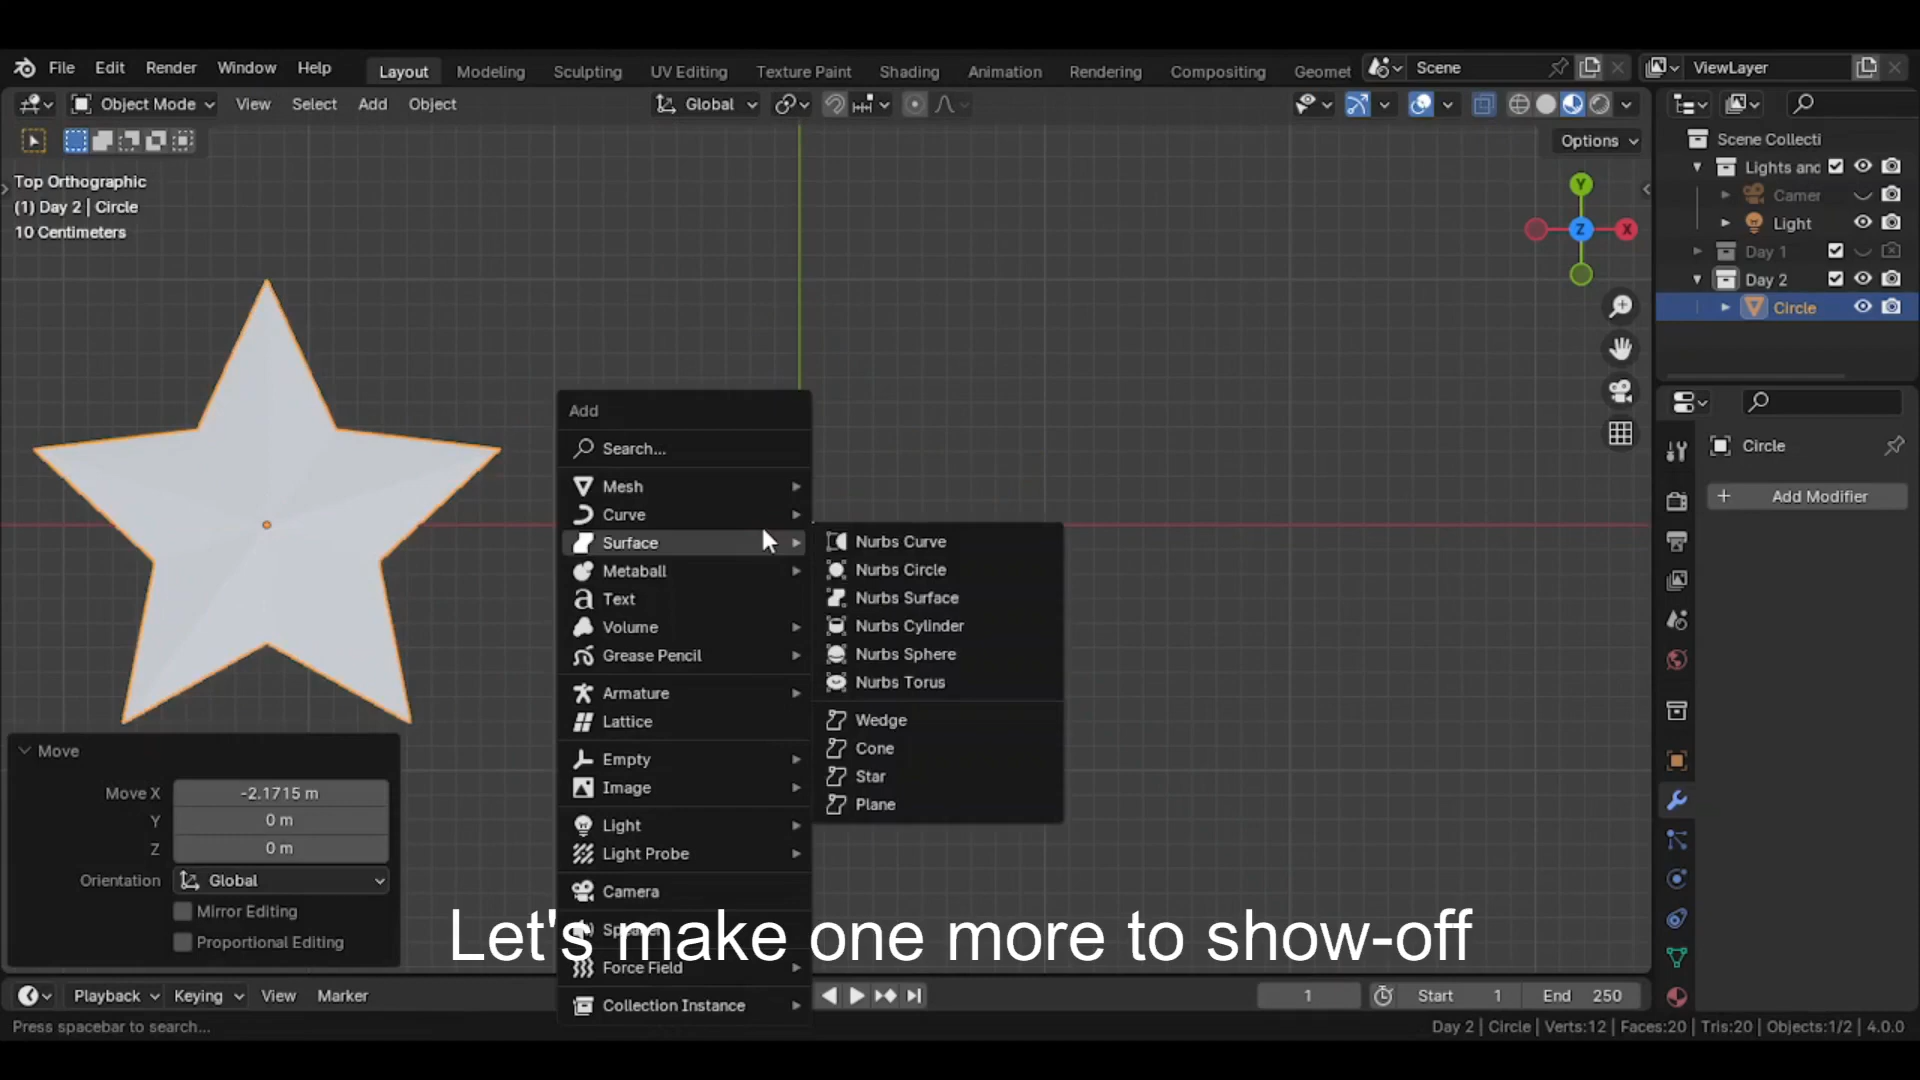 File Edit Render Window Help Layout Modeling Sculpting UV Editing Texture Paint Shading Animation Rendering Compositing Geomet Scene ViewLayer
Object Mode View Select Add Object Global
Options
Top Orthographic
(1) Day 2 | Circle
10 Centimeters
Y
X
Z
Scene Collecti
Lights and
Camer
Light
Day 1
Day 2
Circle
Circle
+ Add Modifier
Add
Search...
Mesh
Curve
Surface
Metaball
Text
Volume
Grease Pencil
Armature
Lattice
Empty
Image
Light
Light Probe
Camera
Speaker
Force Field
Collection Instance
Nurbs Curve
Nurbs Circle
Nurbs Surface
Nurbs Cylinder
Nurbs Sphere
Nurbs Torus
Wedge
Cone
Star
Plane
Move
Move X -2.1715 m
Y 0 m
Z 0 m
Orientation Global
Mirror Editing
Proportional Editing
Let's make one more to show-off
Playback Keying View Marker 1 Start 1 End 250
Press spacebar to search...
Day 2 | Circle | Verts:12 | Faces:20 | Tris:20 | Objects:1/2 | 4.0.0